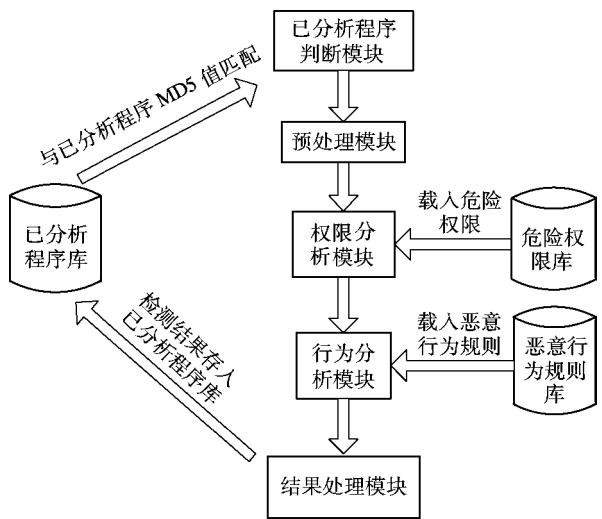 已分析程序
判断模块
与已分析程序 MD5 值匹配
预处理模块
已分析
程序库
权限分
析模块
载入危险
权限
危险权
限库
检测结果存入
已分析程序库
行为分
析模块
载入恶意
行为规则
恶意行
为规则
库
结果处理模块